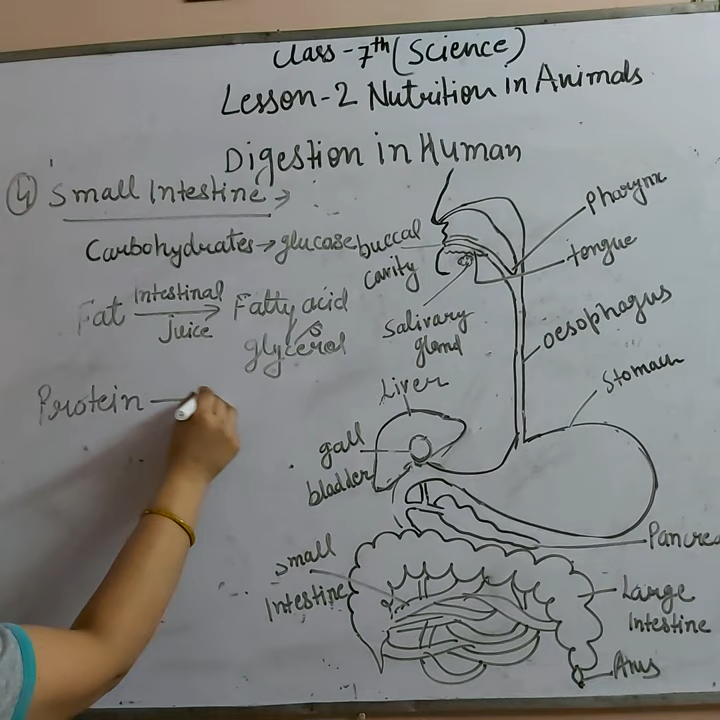 Class - 7th (Science)
Lesson-2 Nutrition in Animals
Digestion in Human
④ Small Intestine →
Carbohydrates → glucose
Fat Intestinal juice → Fatty acid
& glycerol
Protein —
buccal
cavity
Salivary
gland
pharynx
tongue
oesophagus
Stomach
Liver
gall
bladder
Pancrea
Small
Intestine
Large
Intestine
Anus